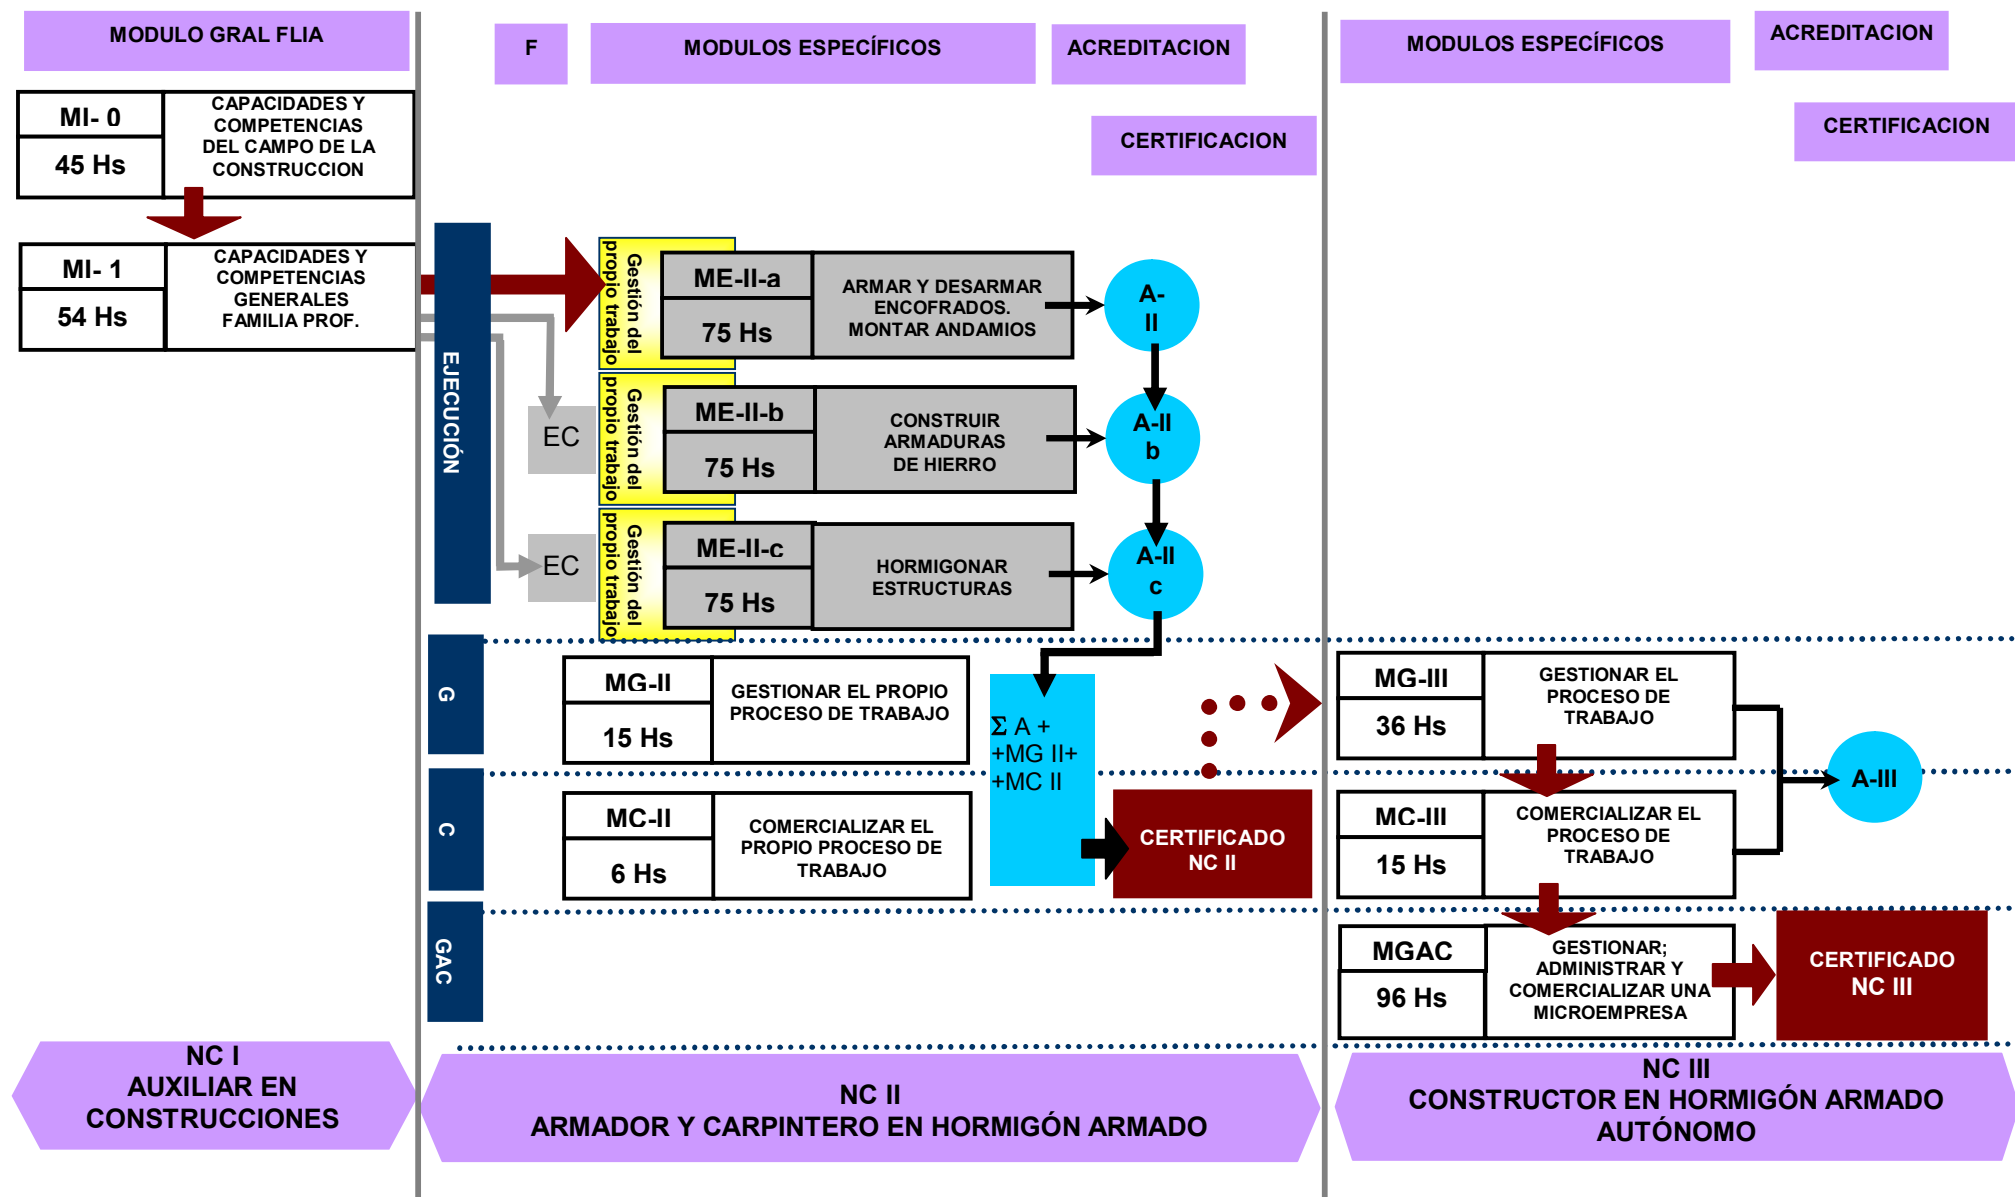 MODULO GRAL FLIA
F
MODULOS ESPECÍFICOS
ACREDITACION
CERTIFICACION
MODULOS ESPECÍFICOS
ACREDITACION
CERTIFICACION
MI- 0
45 Hs
CAPACIDADES Y
COMPETENCIAS
DEL CAMPO DE LA
CONSTRUCCION
MI- 1
54 Hs
CAPACIDADES Y
COMPETENCIAS
GENERALES
FAMILIA PROF.
EJECUCIÓN
Gestión del
propio trabajo
ME-II-a
75 Hs
ARMAR Y DESARMAR
ENCOFRADOS.
MONTAR ANDAMIOS
A-
II
EC
Gestión del
propio trabajo
ME-II-b
75 Hs
CONSTRUIR
ARMADURAS
DE HIERRO
A-II
b
EC
Gestión del
propio trabajo
ME-II-c
75 Hs
HORMIGONAR
ESTRUCTURAS
A-II
c
G
MG-II
15 Hs
GESTIONAR EL PROPIO
PROCESO DE TRABAJO
Σ A +
+MG II+
+MC II
MG-III
36 Hs
GESTIONAR EL
PROCESO DE
TRABAJO
A-III
C
MC-II
6 Hs
COMERCIALIZAR EL
PROPIO PROCESO DE
TRABAJO
CERTIFICADO
NC II
MC-III
15 Hs
COMERCIALIZAR EL
PROCESO DE
TRABAJO
GAC
MGAC
96 Hs
GESTIONAR;
ADMINISTRAR Y
COMERCIALIZAR UNA
MICROEMPRESA
CERTIFICADO
NC III
NC I
AUXILIAR EN
CONSTRUCCIONES
NC II
ARMADOR Y CARPINTERO EN HORMIGÓN ARMADO
NC III
CONSTRUCTOR EN HORMIGÓN ARMADO
AUTÓNOMO